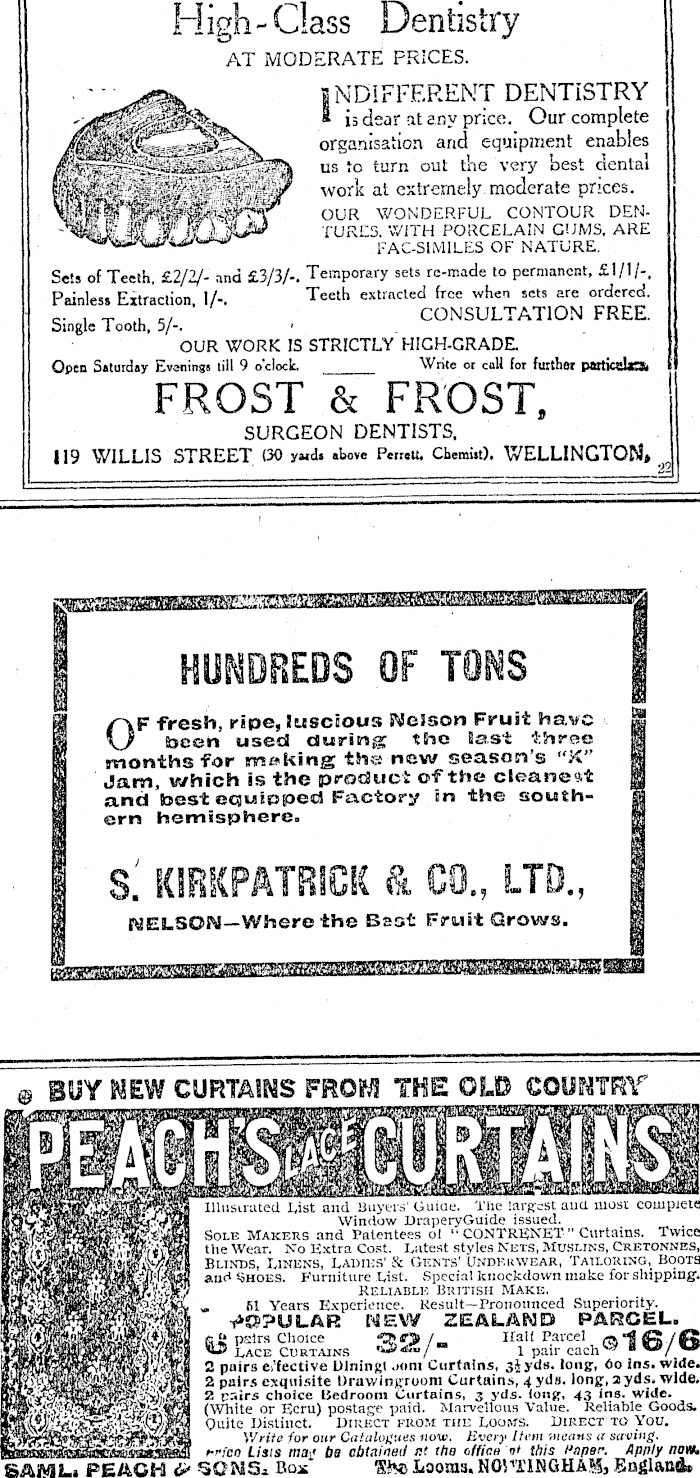 High-Class Dentistry
AT MODERATE PRICES.
INDIFFERENT DENTISTRY
is dear at any price. Our complete
organisation and equipment enables
us to turn out the very best dental
work at extremely moderate prices.
OUR WONDERFUL CONTOUR DEN-
TURES, WITH PORCELAIN GUMS, ARE
FAC-SIMILES OF NATURE.
Sets of Teeth, £2/2/- and £3/3/-.
Painless Extraction, 1/-.
Single Tooth, 5/-.
Temporary sets re-made to permanent, £1/1/-,
Teeth extracted free when sets are ordered.
CONSULTATION FREE.
OUR WORK IS STRICTLY HIGH-GRADE.
Open Saturday Evenings till 9 o'clock. Write or call for further particulars.
FROST & FROST,
SURGEON DENTISTS,
119 WILLIS STREET (30 yards above Perrett, Chemist), WELLINGTON,
22
HUNDREDS OF TONS
OF fresh, ripe, luscious Nelson Fruit have
been used during the last three
months for making the new season's "K"
Jam, which is the product of the cleanest
and best equipped Factory in the south-
ern hemisphere.
S. KIRKPATRICK & CO., LTD.,
NELSON—Where the Best Fruit Grows.
BUY NEW CURTAINS FROM THE OLD COUNTRY
PEACH'S LACE CURTAINS
Illustrated List and Buyers' Guide. The largest and most complete
Window Drapery Guide issued.
SOLE MAKERS and Patentees of "CONTRENET" Curtains. Twice
the Wear. No Extra Cost. Latest styles NETS, MUSLINS, CRETONNES,
BLINDS, LINENS, LADIES' & GENTS' UNDERWEAR, TAILORING, BOOTS
and SHOES. Furniture List. Special knockdown make for shipping.
RELIABLE BRITISH MAKE.
51 Years Experience. Result—Pronounced Superiority.
POPULAR NEW ZEALAND PARCEL.
6 pairs Choice LACE CURTAINS 32/- Half Parcel 1 pair each 16/6
2 pairs effective Diningroom Curtains, 3½ yds. long, 60 ins. wide.
2 pairs exquisite Drawingroom Curtains, 4 yds. long, 2 yds. wide.
2 pairs choice Bedroom Curtains, 3 yds. long, 43 ins. wide.
(White or Ecru) postage paid. Marvellous Value. Reliable Goods.
Quite Distinct. DIRECT FROM THE LOOMS. DIRECT TO YOU.
Write for our Catalogues now. Every Item means a saving.
Price Lists may be obtained at the office of this Paper. Apply now.
SAML. PEACH & SONS, Box The Looms, NOTTINGHAM, England.